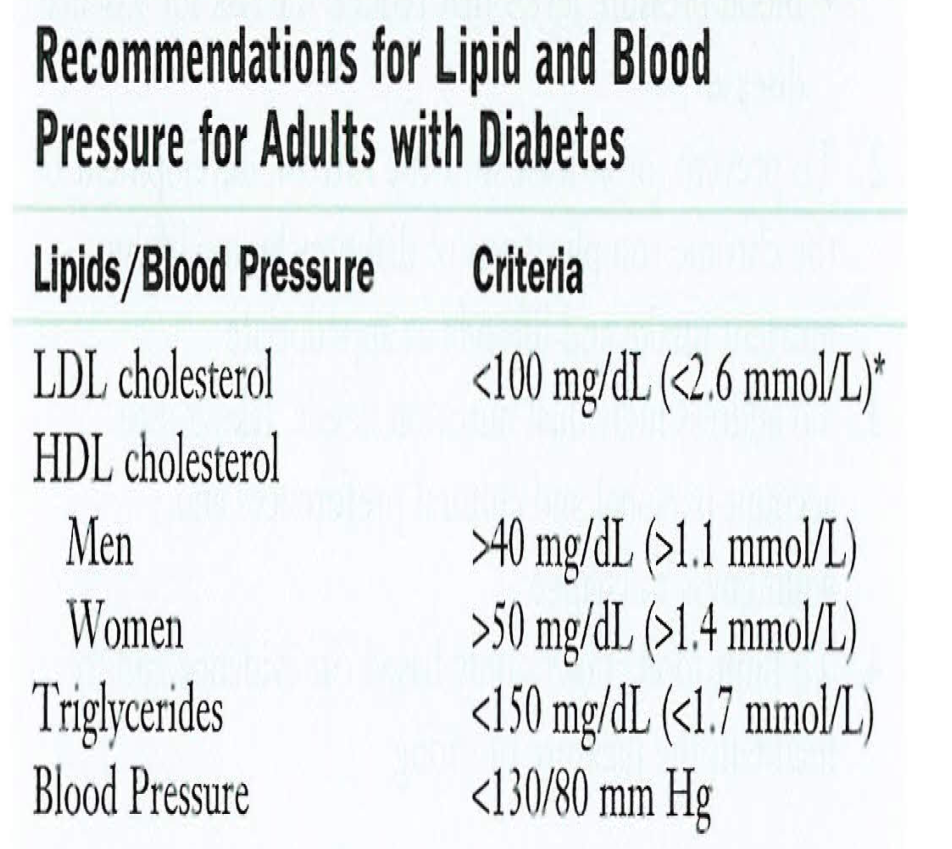 Recommendations for Lipid and Blood
Pressure for Adults with Diabetes
Lipids/Blood Pressure Criteria
LDL cholesterol <100 mg/dL (<2.6 mmol/L)*
HDL cholesterol
Men >40 mg/dL (>1.1 mmol/L)
Women >50 mg/dL (>1.4 mmol/L)
Triglycerides <150 mg/dL (<1.7 mmol/L)
Blood Pressure <130/80 mm Hg